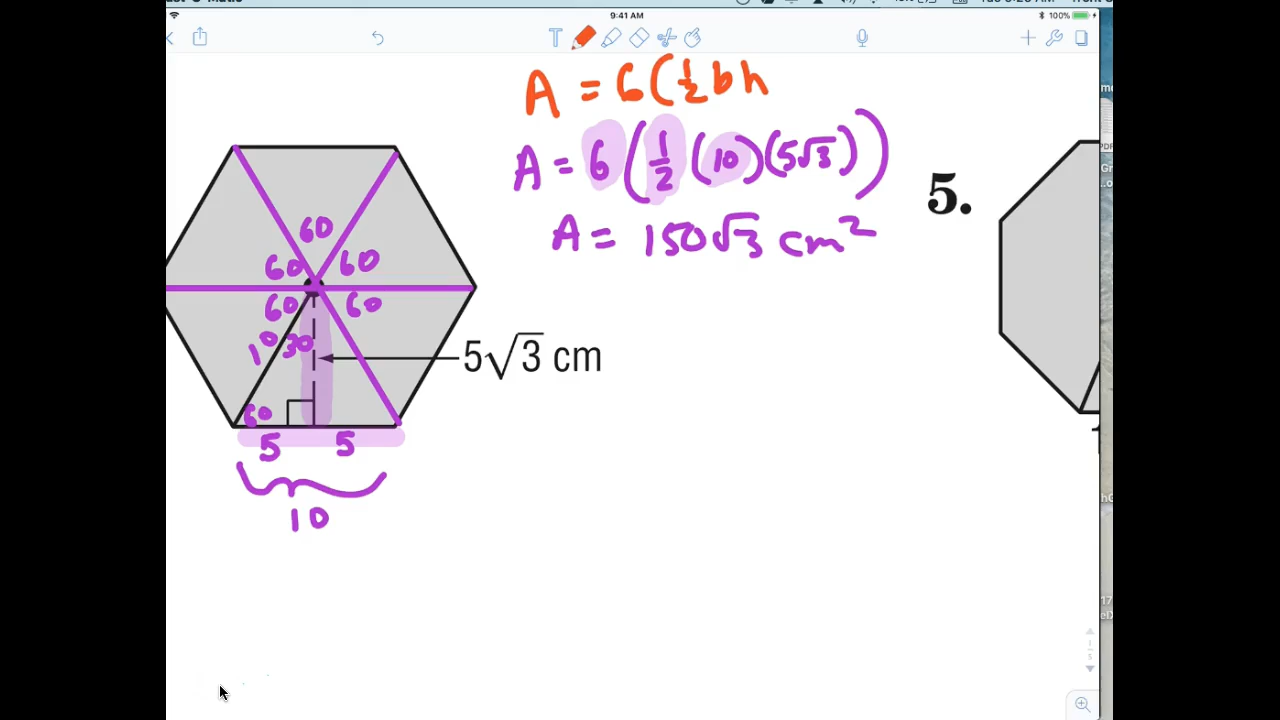 9:41 AM
100%
A = 6(½bh
A = 6(½(10)(5√3))
A = 150√3 cm²
5.
60
60 60
60 60
10 30
5√3 cm
60
5 5
10